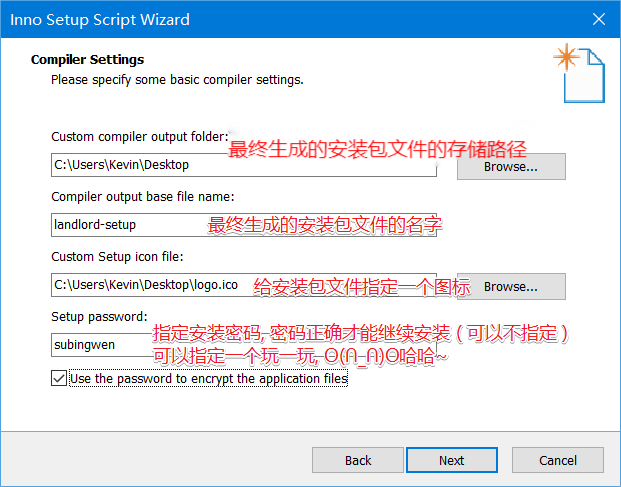 Inno Setup Script Wizard
Compiler Settings
Please specify some basic compiler settings.
Custom compiler output folder:
最终生成的安装包文件的存储路径
C:\Users\Kevin\Desktop
Browse...
Compiler output base file name:
landlord-setup
最终生成的安装包文件的名字
Custom Setup icon file:
C:\Users\Kevin\Desktop\logo.ico
给安装包文件指定一个图标
Browse...
Setup password:
指定安装密码, 密码正确才能继续安装 ( 可以不指定 )
subingwen
可以指定一个玩一玩, O(∩_∩)O哈哈~
Use the password to encrypt the application files
Back
Next
Cancel